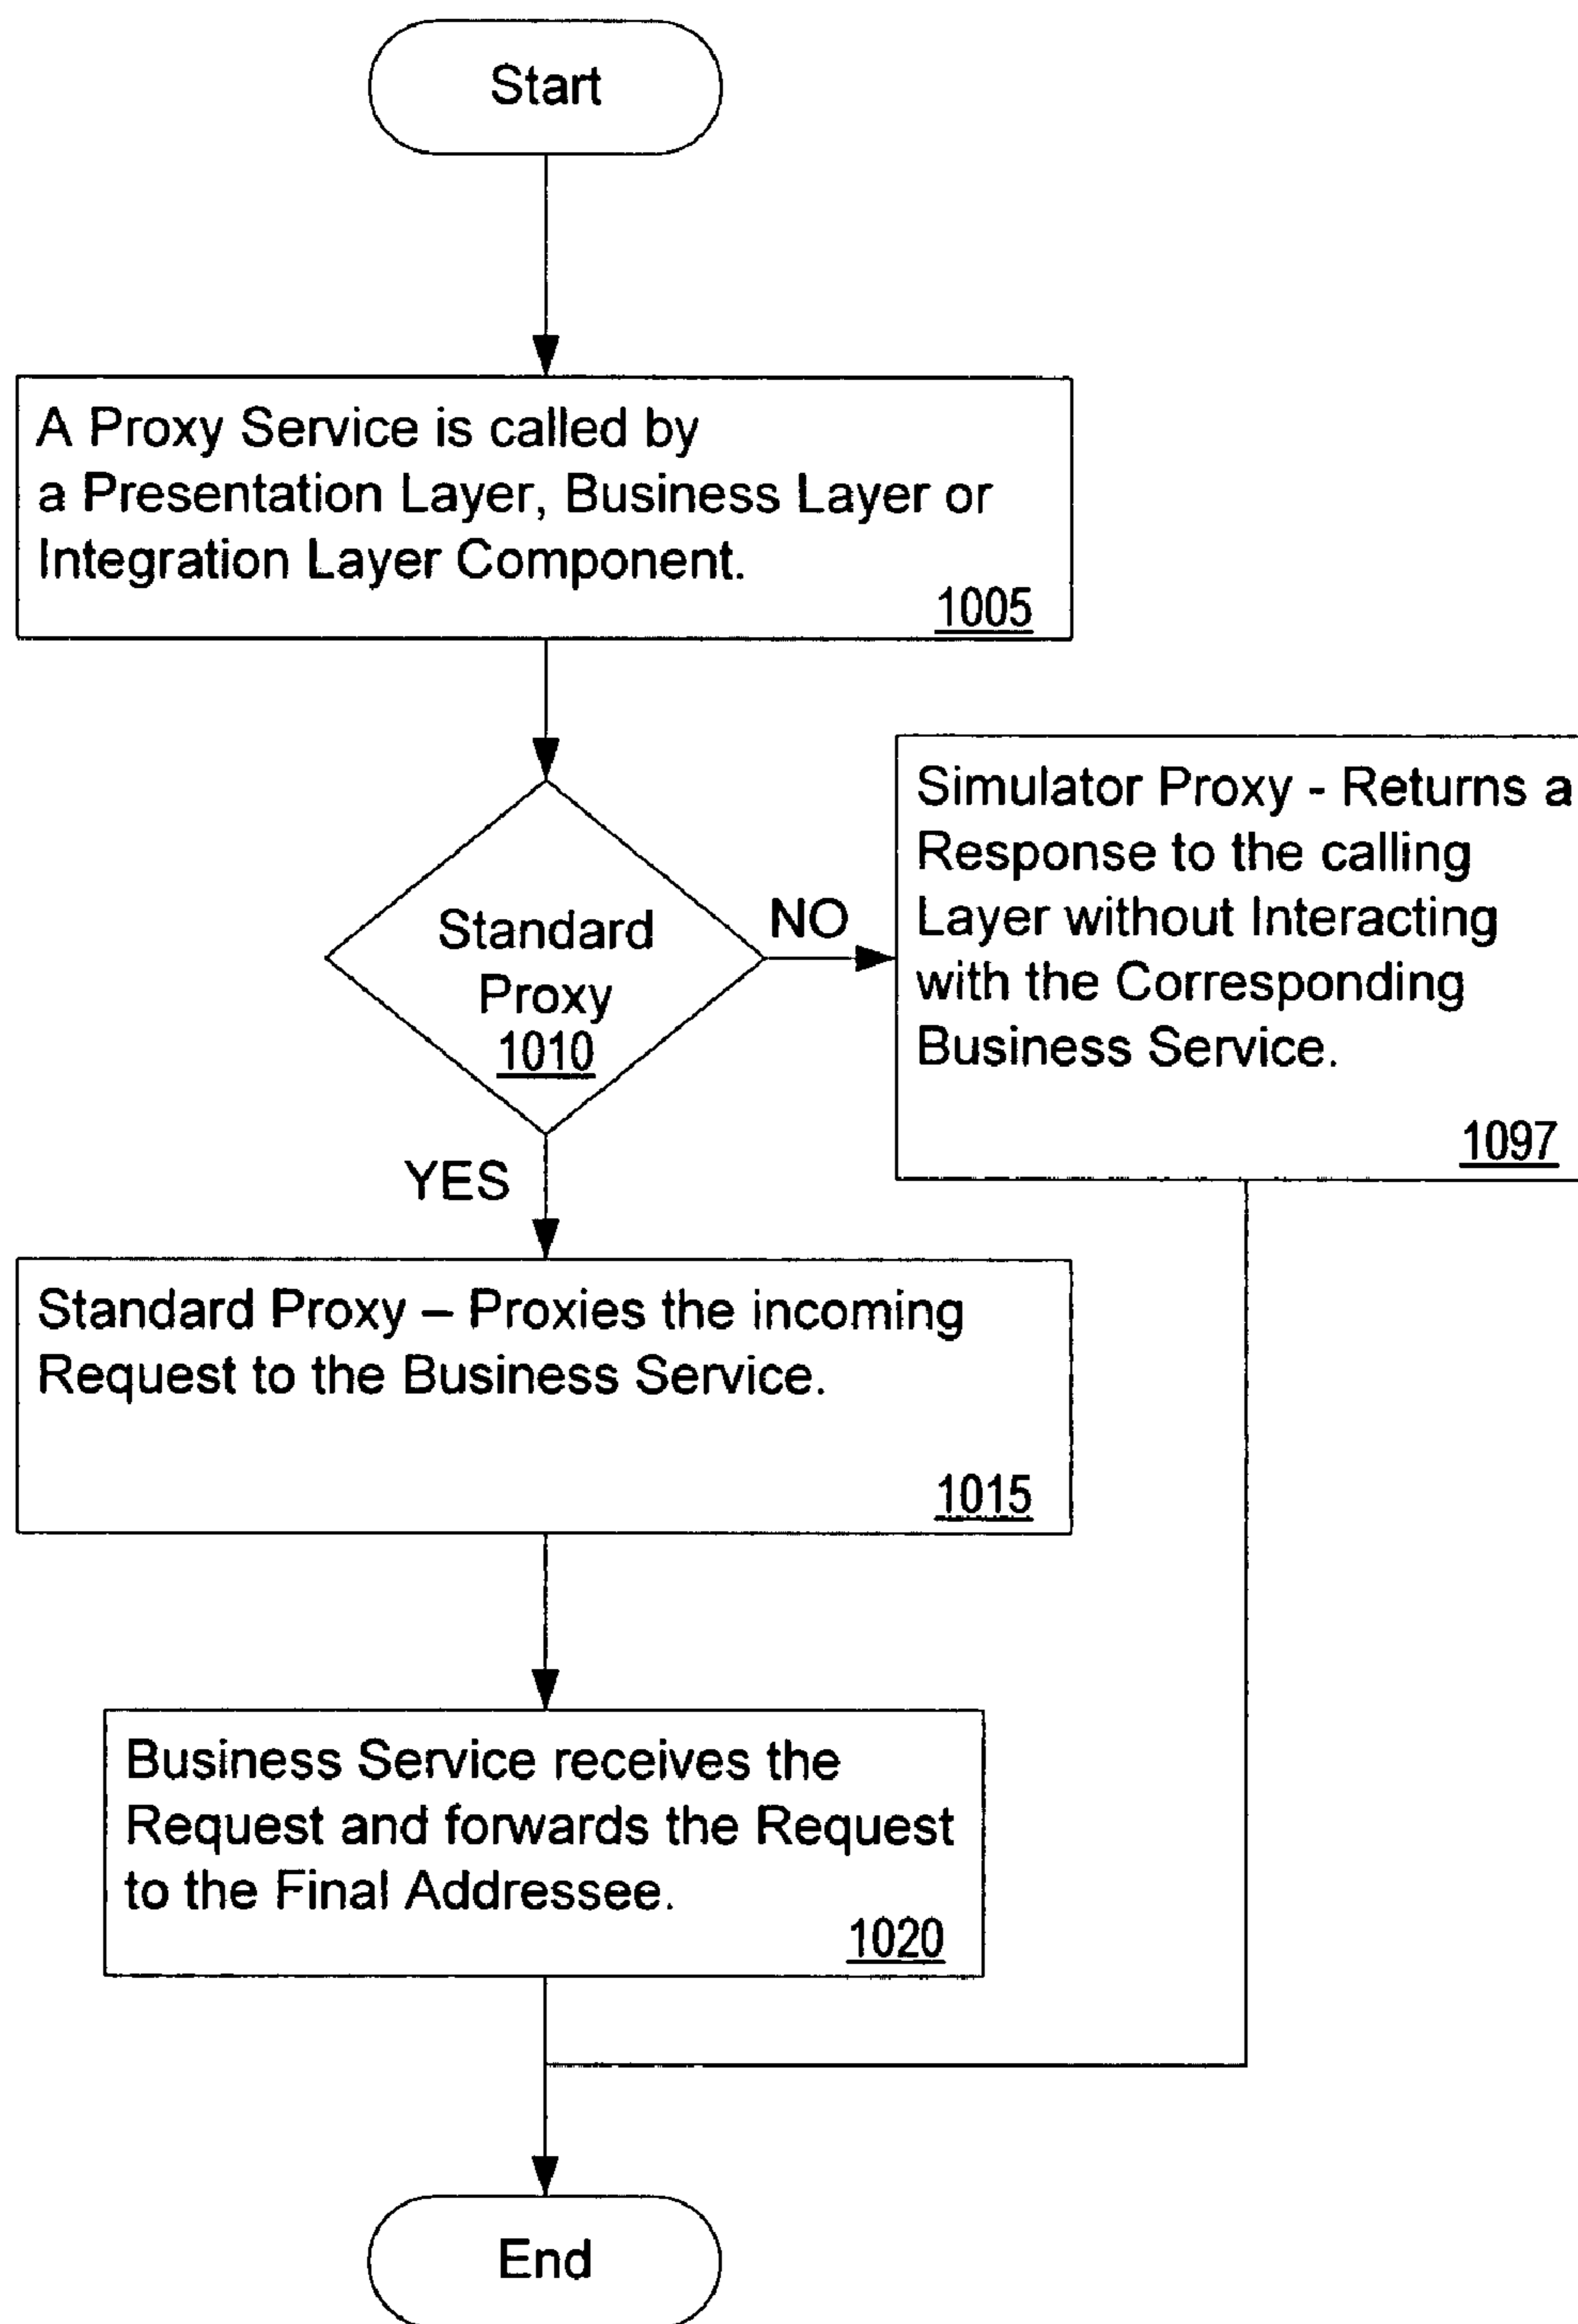 Start
A Proxy Service is called by
a Presentation Layer, Business Layer or
Integration Layer Component.
1005
Standard
Proxy
1010
NO
Simulator Proxy - Returns a
Response to the calling
Layer without Interacting
with the Corresponding
Business Service.
1097
YES
Standard Proxy – Proxies the incoming
Request to the Business Service.
1015
Business Service receives the
Request and forwards the Request
to the Final Addressee.
1020
End